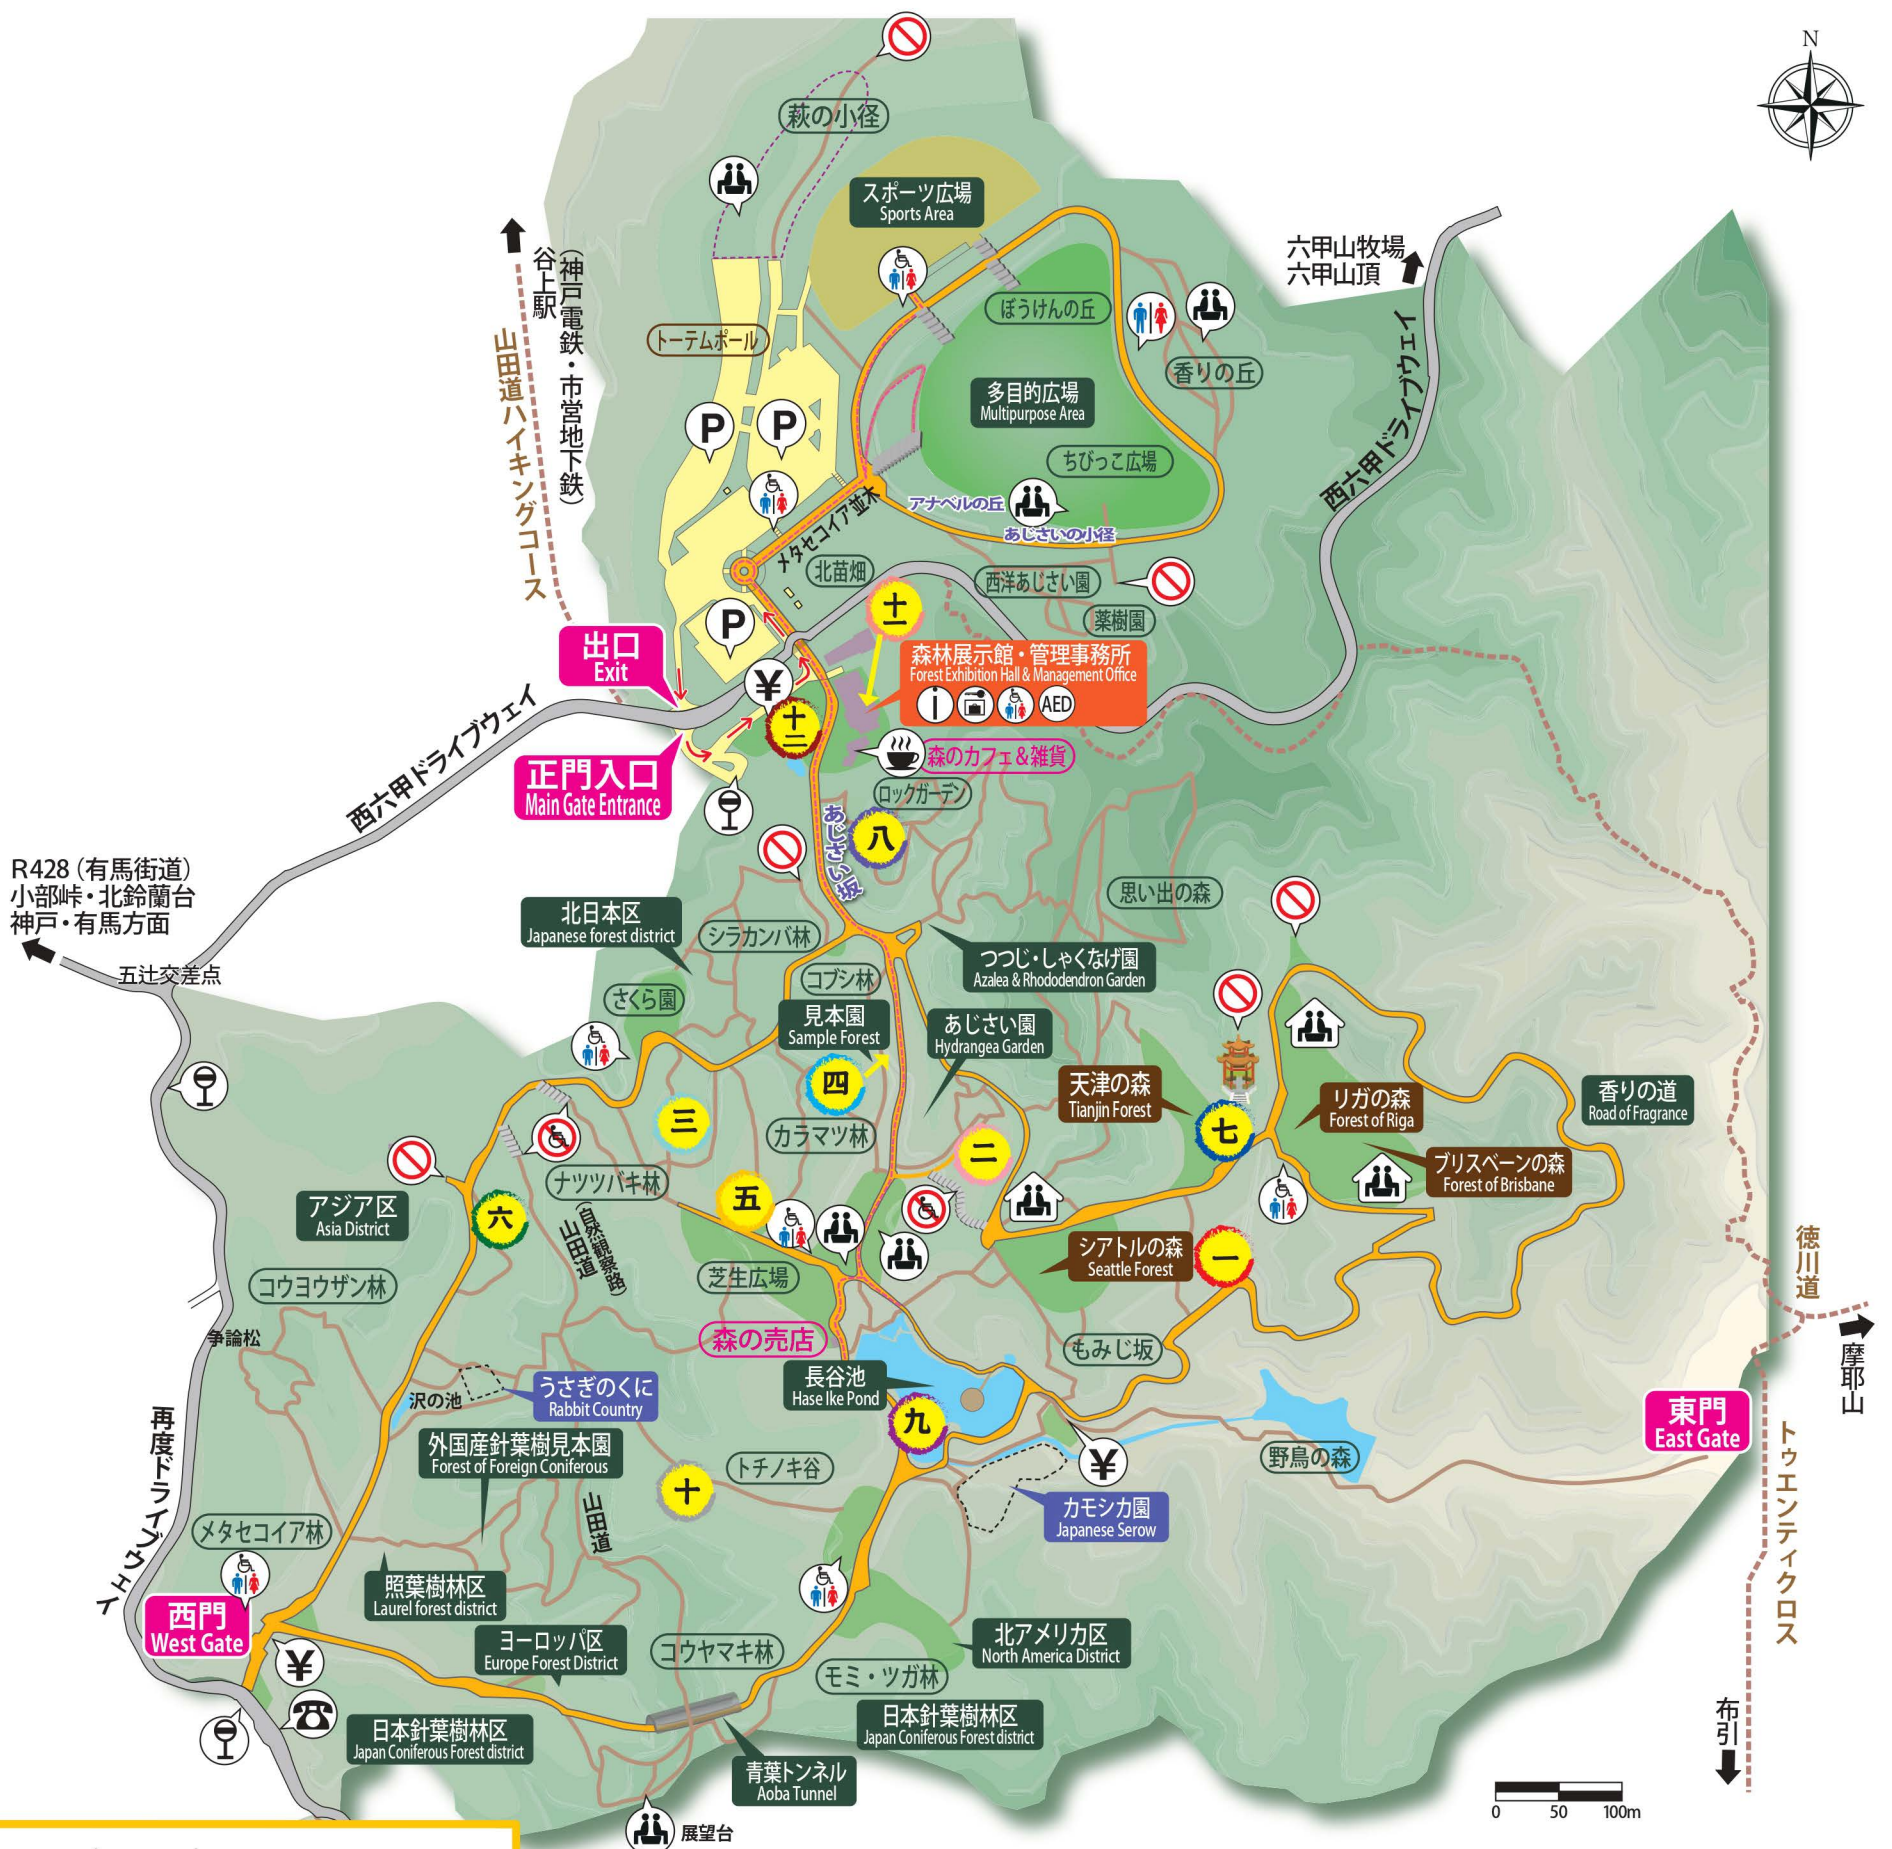 N
萩の小径
スポーツ広場
Sports Area
六甲山牧場
六甲山頂
谷上駅
（神戸電鉄・市営地下鉄）
山田道ハイキングコース
トーテムポール
ぼうけんの丘
香りの丘
西六甲ドライブウェイ
多目的広場
Multipurpose Area
P
P
ちびっこ広場
アナベルの丘
あじさいの小径
メタセコイア並木
北苗畑
西洋あじさい園
薬樹園
十一
P
出口
Exit
森林展示館・管理事務所
Forest Exhibition Hall & Management Office
i
AED
¥
十二
森のカフェ＆雑貨
西六甲ドライブウェイ
正門入口
Main Gate Entrance
ロックガーデン
あじさい坂
八
R428（有馬街道）
小部峠・北鈴蘭台
神戸・有馬方面
五辻交差点
思い出の森
北日本区
Japanese forest district
シラカンバ林
つつじ・しゃくなげ園
Azalea & Rhododendron Garden
コブシ林
さくら園
見本園
Sample Forest
あじさい園
Hydrangea Garden
四
三
カラマツ林
二
天津の森
Tianjin Forest
七
リガの森
Forest of Riga
香りの道
Road of Fragrance
ブリスベーンの森
Forest of Brisbane
ナツツバキ林
五
アジア区
Asia District
六
山田道
（自然観察路）
シアトルの森
Seattle Forest
一
芝生広場
コウヨウザン林
徳川道
争論松
森の売店
もみじ坂
摩耶山
長谷池
Hase Ike Pond
九
沢の池
うさぎのくに
Rabbit Country
東門
East Gate
再度ドライブウェイ
外国産針葉樹見本園
Forest of Foreign Coniferous
十
トチノキ谷
¥
野鳥の森
トゥエンティクロス
カモシカ園
Japanese Serow
山田道
メタセコイア林
照葉樹林区
Laurel forest district
西門
West Gate
ヨーロッパ区
Europe Forest District
コウヤマキ林
北アメリカ区
North America District
¥
モミ・ツガ林
日本針葉樹林区
Japan Coniferous Forest district
日本針葉樹林区
Japan Coniferous Forest district
布引
青葉トンネル
Aoba Tunnel
0 50 100m
展望台